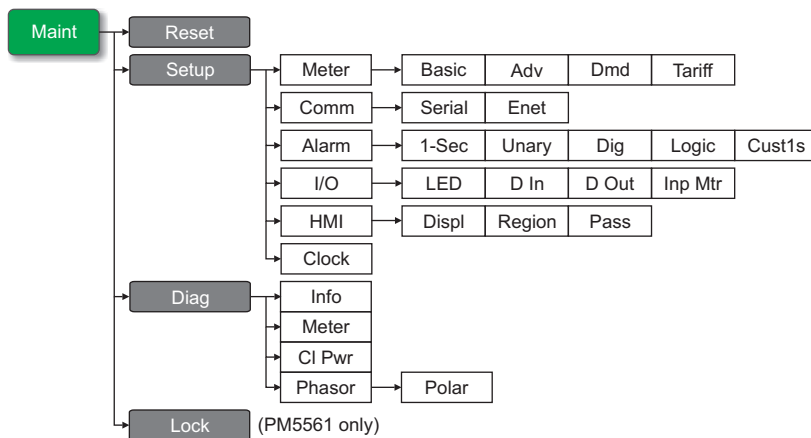 Maint
Reset
Setup
Meter Basic Adv Dmd Tariff
Comm Serial Enet
Alarm 1-Sec Unary Dig Logic Cust1s
I/O LED D In D Out Inp Mtr
HMI Displ Region Pass
Clock
Diag Info
Meter
Cl Pwr
Phasor Polar
Lock (PM5561 only)